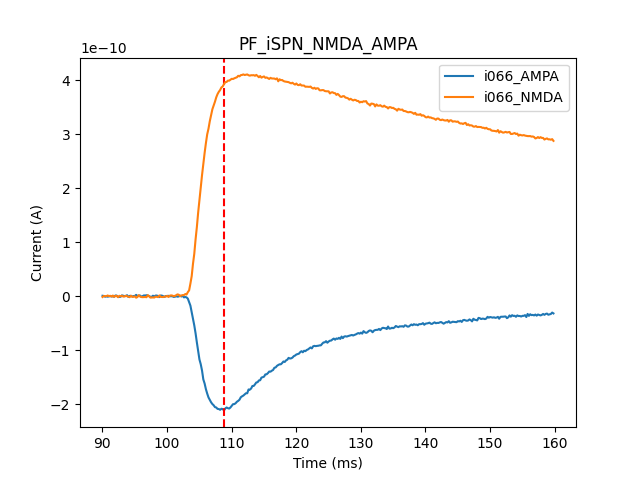 PF_iSPN_NMDA_AMPA
1e−10
i066_AMPA
i066_NMDA
4
3
2
1
0
−1
−2
Current (A)
90 100 110 120 130 140 150 160
Time (ms)